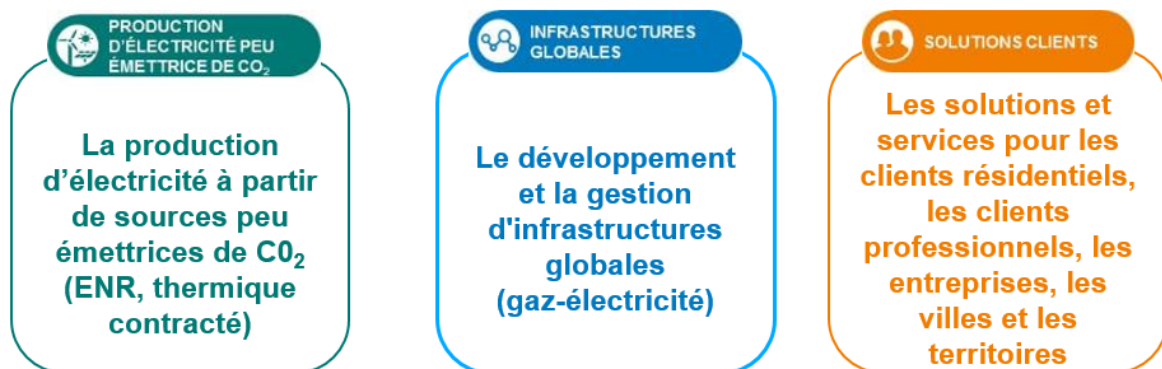 PRODUCTION
D'ÉLECTRICITÉ PEU
ÉMETTRICE DE CO₂
La production
d'électricité à partir
de sources peu
émettrices de C0₂
(ENR, thermique
contracté)
INFRASTRUCTURES
GLOBALES
Le développement
et la gestion
d'infrastructures
globales
(gaz-électricité)
SOLUTIONS CLIENTS
Les solutions et
services pour les
clients résidentiels,
les clients
professionnels, les
entreprises, les
villes et les
territoires